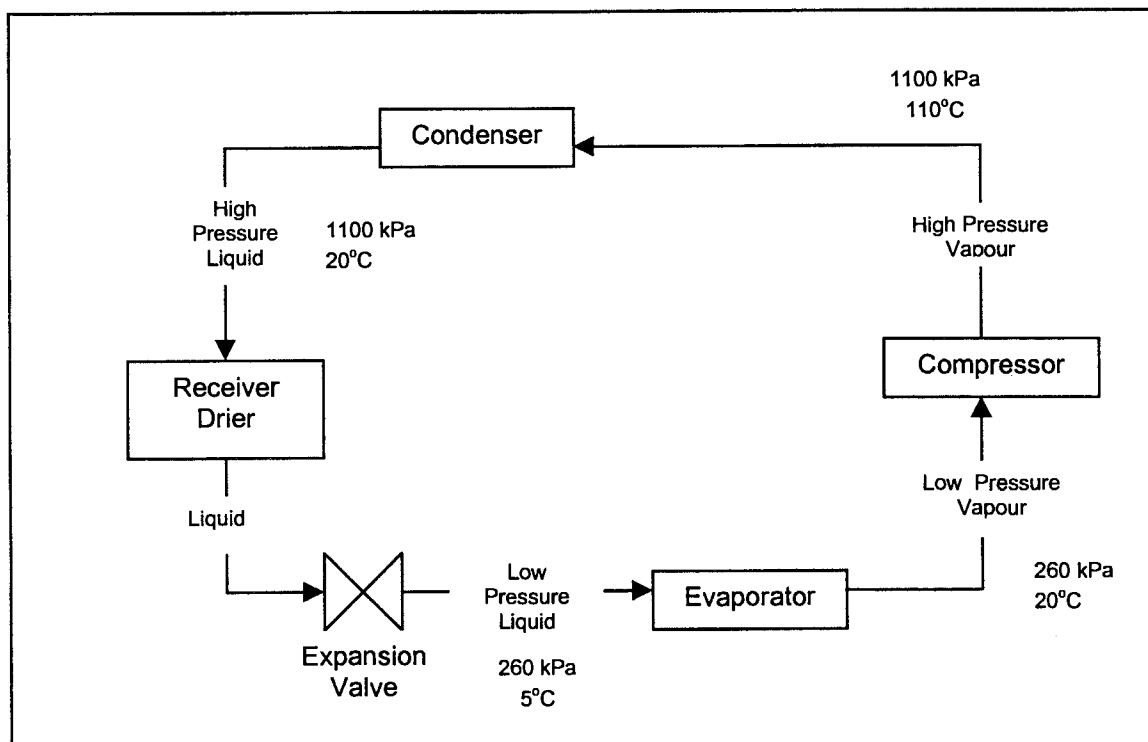 1100 kPa
110°C
Condenser
High
Pressure
Liquid
1100 kPa
20°C
High Pressure
Vapour
Receiver
Drier
Compressor
Liquid
Low Pressure
Vapour
Low
Pressure
Liquid
Evaporator
260 kPa
20°C
Expansion
Valve
260 kPa
5°C